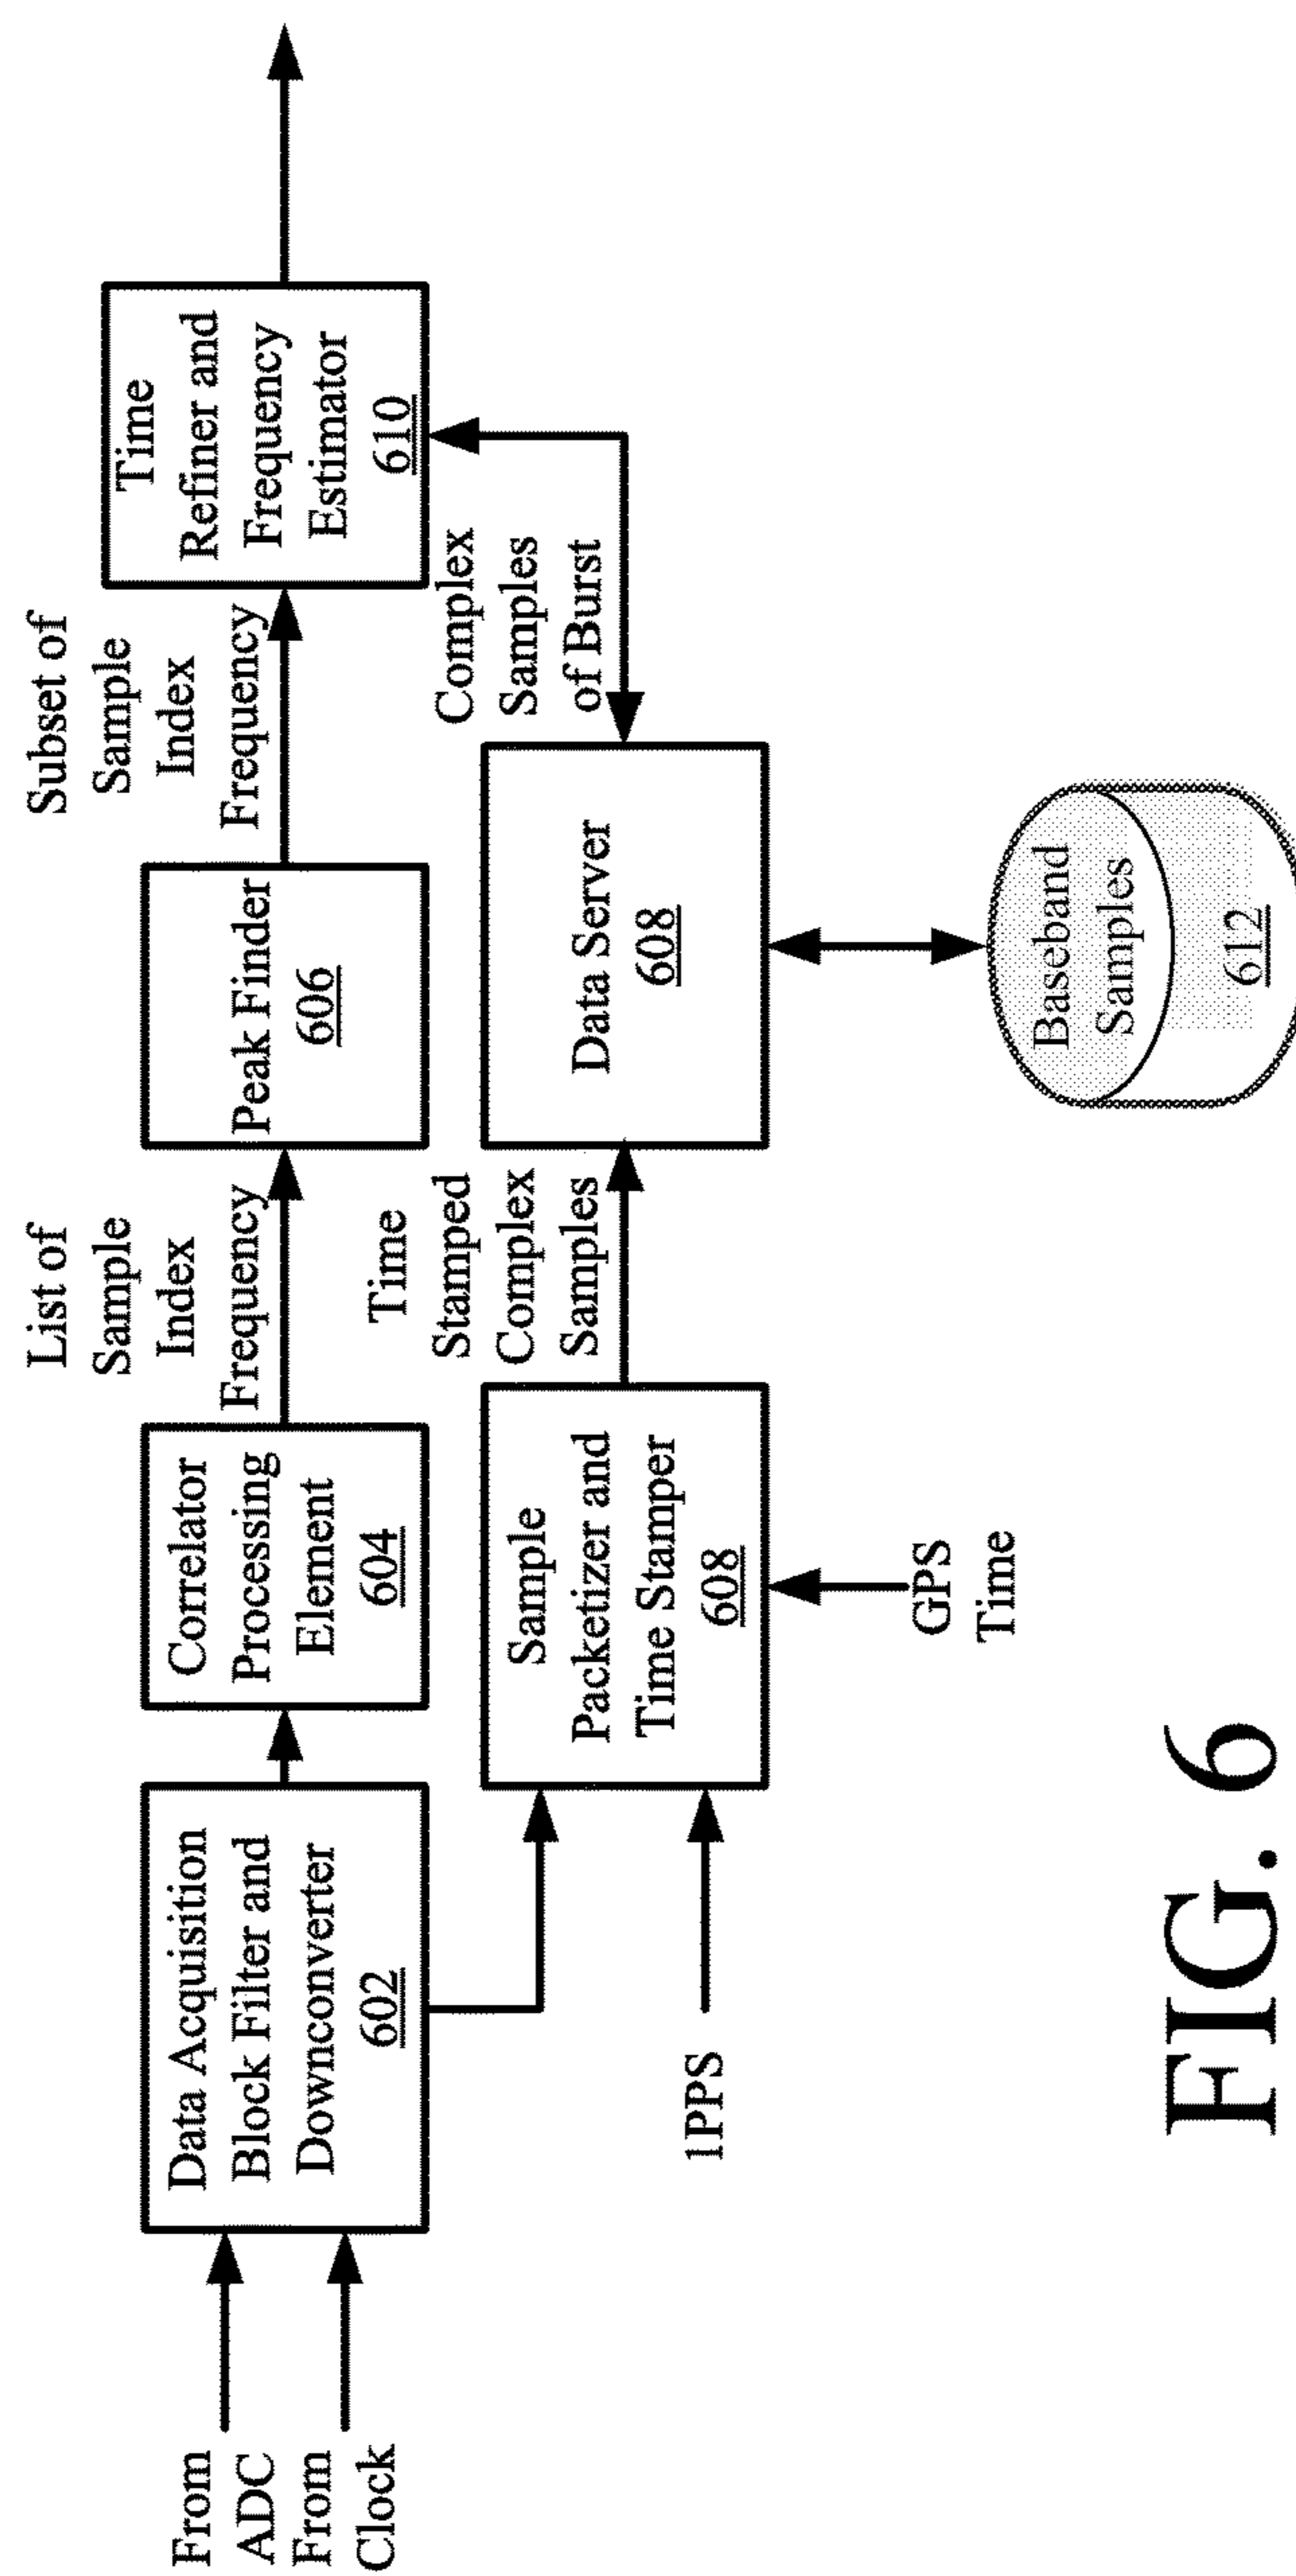 From
ADC
From
Clock
Data Acquisition
Block Filter and
Downconverter
602
Correlator
Processing
Element
604
List of
Sample
Index
Frequency
Peak Finder
606
Subset of
Sample
Index
Frequency
Time
Refiner and
Frequency
Estimator
610
1PPS
Sample
Packetizer and
Time Stamper
608
GPS
Time
Time
Stamped
Complex
Samples
Data Server
608
Complex
Samples
of Burst
Baseband
Samples
612
FIG. 6